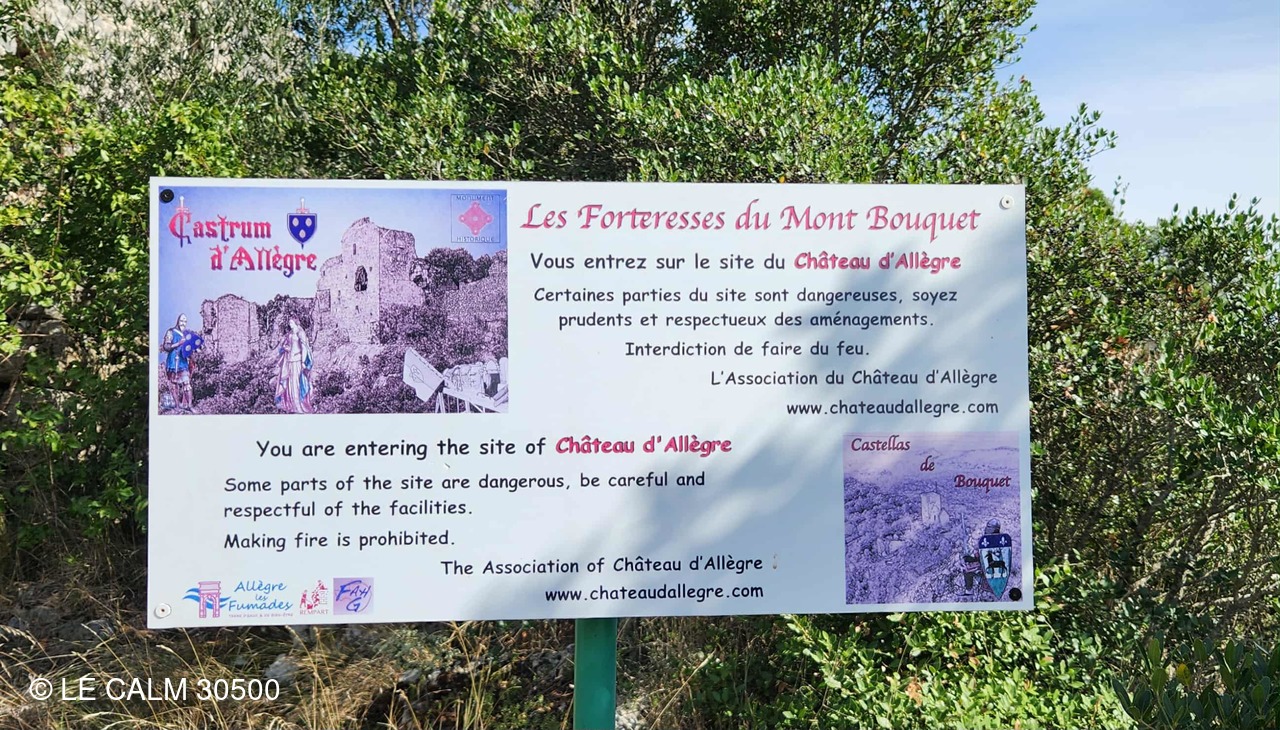 Castrum
d'Allègre
MONUMENT
HISTORIQUE
Les Forteresses du Mont Bouquet
Vous entrez sur le site du Château d'Allègre
Certaines parties du site sont dangereuses, soyez
prudents et respectueux des aménagements.
Interdiction de faire du feu.
L'Association du Château d'Allègre
www.chateaudallegre.com
You are entering the site of Château d'Allègre
Some parts of the site are dangerous, be careful and
respectful of the facilities.
Making fire is prohibited.
The Association of Château d'Allègre
www.chateaudallegre.com
Castellas
de
Bouquet
Allègre
les
Fumades
REMPART
© LE CALM 30500